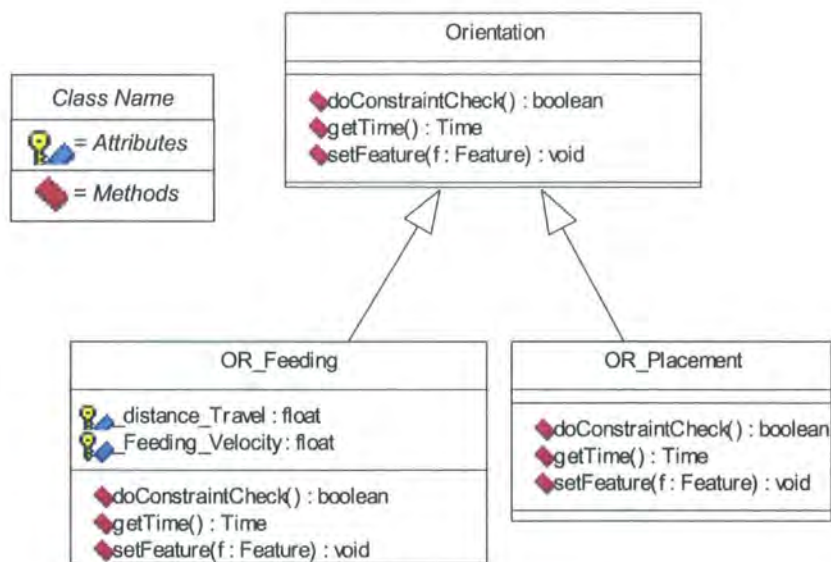 Class Name
= Attributes
= Methods
Orientation
doConstraintCheck() : boolean
getTime() : Time
setFeature(f : Feature) : void
OR_Feeding
_distance_Travel : float
_Feeding_Velocity : float
doConstraintCheck() : boolean
getTime() : Time
setFeature(f : Feature) : void
OR_Placement
doConstraintCheck() : boolean
getTime() : Time
setFeature(f : Feature) : void